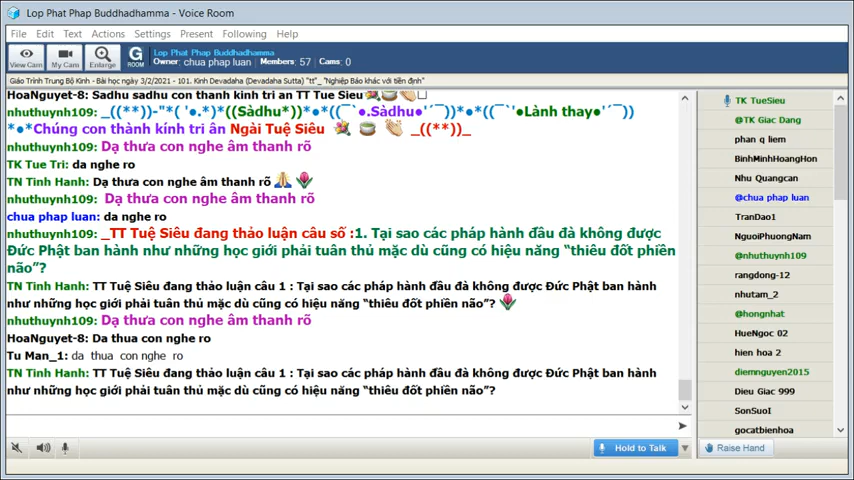 Lop Phat Phap Buddhadhamma - Voice Room
File Edit Text Actions Settings Present Following Help
View Cam My Cam Enlarge G ROOM
Lop Phat Phap Buddhadhamma
Owner: chua phap luan; Members: 57 Cams: 0
Giáo Trình Trung Bộ Kinh - Bài học ngày 3/2/2021 - 101. Kinh Devadaha (Devadaha Sutta) "tt"_ "Nghiệp Báo khác với tiền định"
HoaNguyet-8: Sadhu sadhu con thanh kinh tri an TT Tue Sieu
nhuthuynh109: _((**))-"*( '●.*)*((Sàdhu*))*●*●((¯`●.Sàdhu●'´¯))*●*●((¯`'●Lành thay●'´¯))
*●*Chúng con thành kính tri ân Ngài Tuệ Siêu _((**))_
nhuthuynh109: Dạ thưa con nghe âm thanh rõ
TK Tue Tri: da nghe ro
TN Tinh Hanh: Dạ thưa con nghe âm thanh rõ
nhuthuynh109: Dạ thưa con nghe âm thanh rõ
chua phap luan: da nghe ro
nhuthuynh109: _TT Tuệ Siêu đang thảo luận câu số :1. Tại sao các pháp hành đầu đà không được
Đức Phật ban hành như những học giới phải tuân thủ mặc dù cũng có hiệu năng "thiêu đốt phiền
não"?
TN Tinh Hanh: TT Tuệ Siêu đang thảo luận câu 1 : Tại sao các pháp hành đầu đà không được Đức Phật ban hành
như những học giới phải tuân thủ mặc dù cũng có hiệu năng "thiêu đốt phiền não"?
nhuthuynh109: Dạ thưa con nghe âm thanh rõ
HoaNguyet-8: Da thua con nghe ro
Tu Man_1: da thua con nghe ro
TN Tinh Hanh: TT Tuệ Siêu đang thảo luận câu 1 : Tại sao các pháp hành đầu đà không được Đức Phật ban hành
như những học giới phải tuân thủ mặc dù cũng có hiệu năng "thiêu đốt phiền não"?
TK TueSieu
@TK Giac Dang
phan q liem
BinhMinhHoangHon
Nhu Quangcan
@chua phap luan
TranDao1
NguoiPhuongNam
@nhuthuynh109
rangdong-12
nhutam_2
@hongnhat
HueNgoc 02
hien hoa 2
diemnguyen2015
Dieu Giac 999
SonSuoI
gocatbienhoa
Hold to Talk
Raise Hand